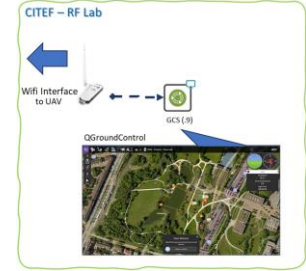 CITEF – RF Lab
Wifi Interface
to UAV
GCS (.9)
QGroundControl